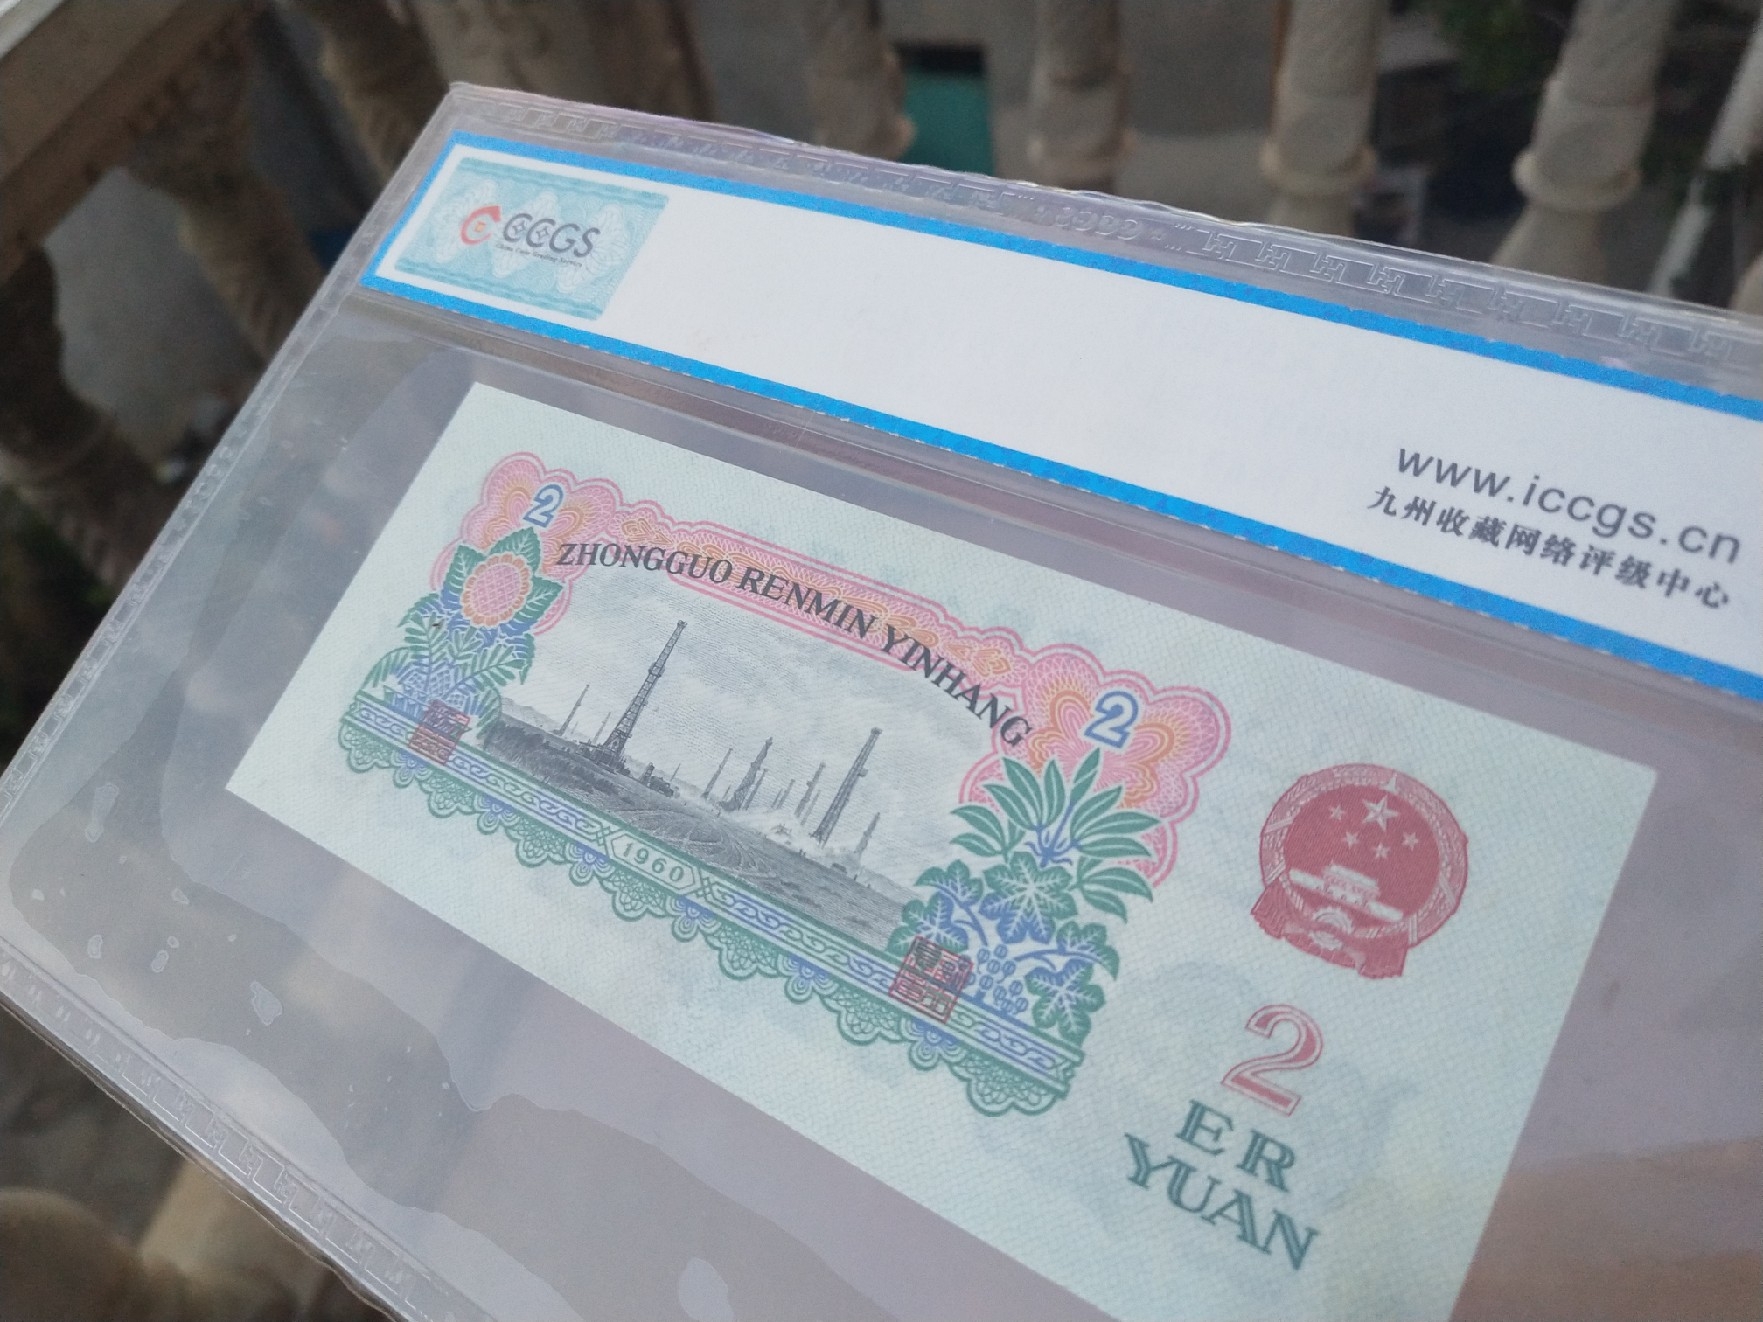 CCGS
www.iccgs.cn
九州收藏网络评级中心
2
ZHONGGUO RENMIN YINHANG
2
1960
2
ER
YUAN